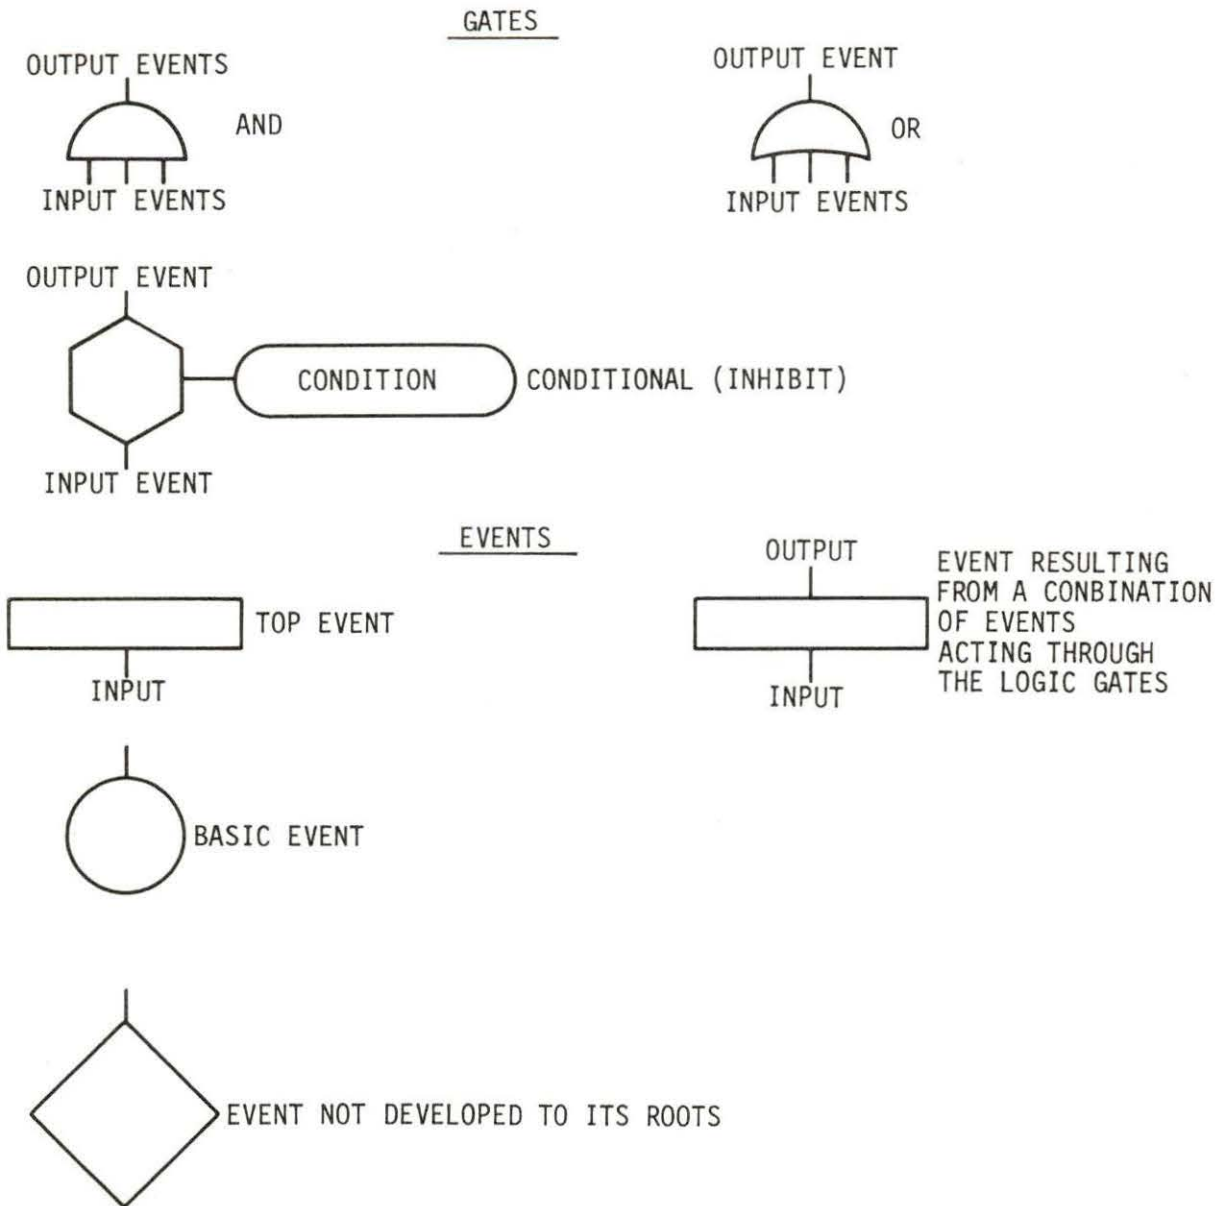 GATES
OUTPUT EVENTS
AND
INPUT EVENTS
OUTPUT EVENT
OR
INPUT EVENTS
OUTPUT EVENT
CONDITION
CONDITIONAL (INHIBIT)
INPUT EVENT
EVENTS
TOP EVENT
INPUT
OUTPUT
INPUT
EVENT RESULTING
FROM A CONBINATION
OF EVENTS
ACTING THROUGH
THE LOGIC GATES
BASIC EVENT
EVENT NOT DEVELOPED TO ITS ROOTS